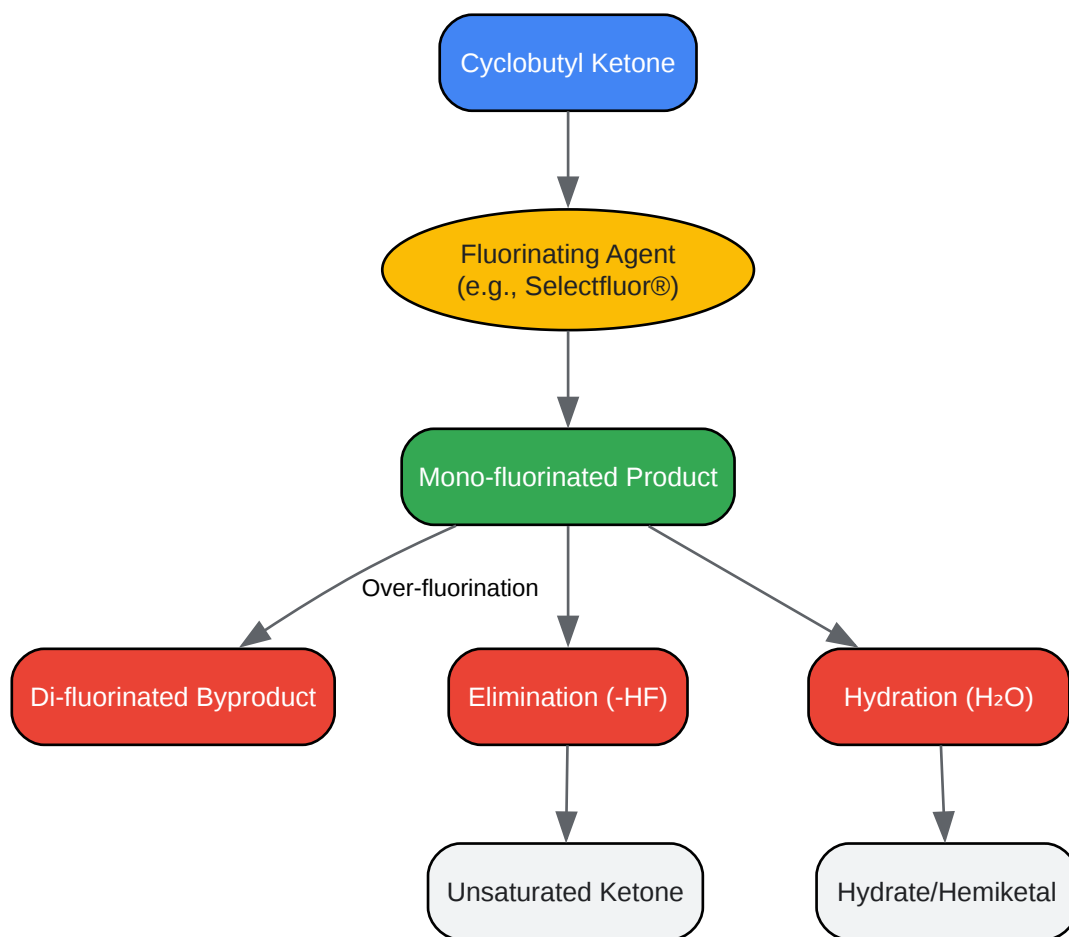 Cyclobutyl Ketone
Fluorinating Agent
(e.g., Selectfluor®)
Mono-fluorinated Product
Over-fluorination
Di-fluorinated Byproduct
Elimination (-HF)
Hydration (H₂O)
Unsaturated Ketone
Hydrate/Hemiketal